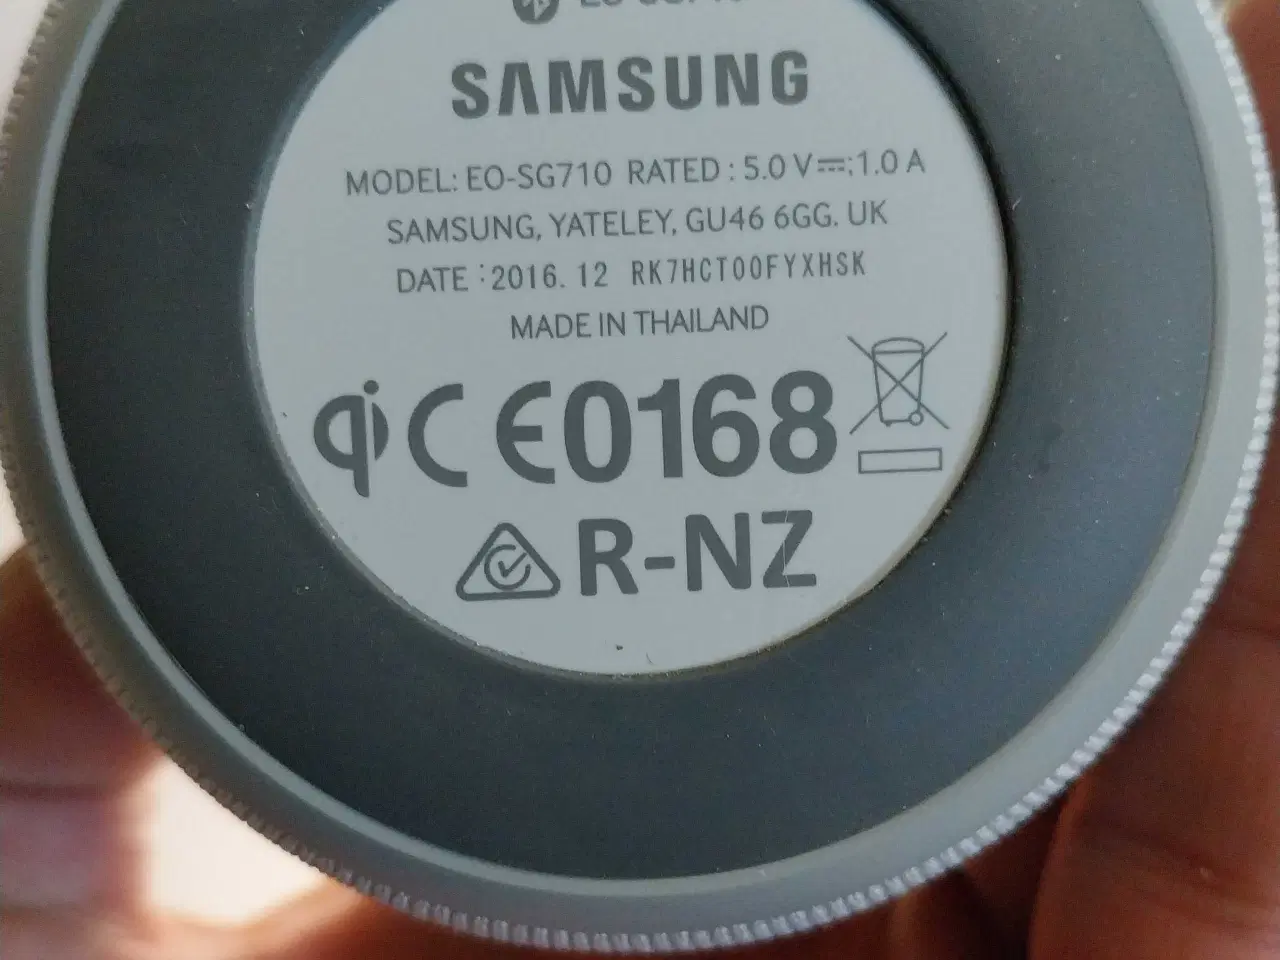 SAMSUNG
MODEL: EO-SG710 RATED : 5.0 V⎓;1.0 A
SAMSUNG, YATELEY, GU46 6GG. UK
DATE :2016. 12 RK7HCT00FYXHSK
MADE IN THAILAND
qi CE0168
R-NZ